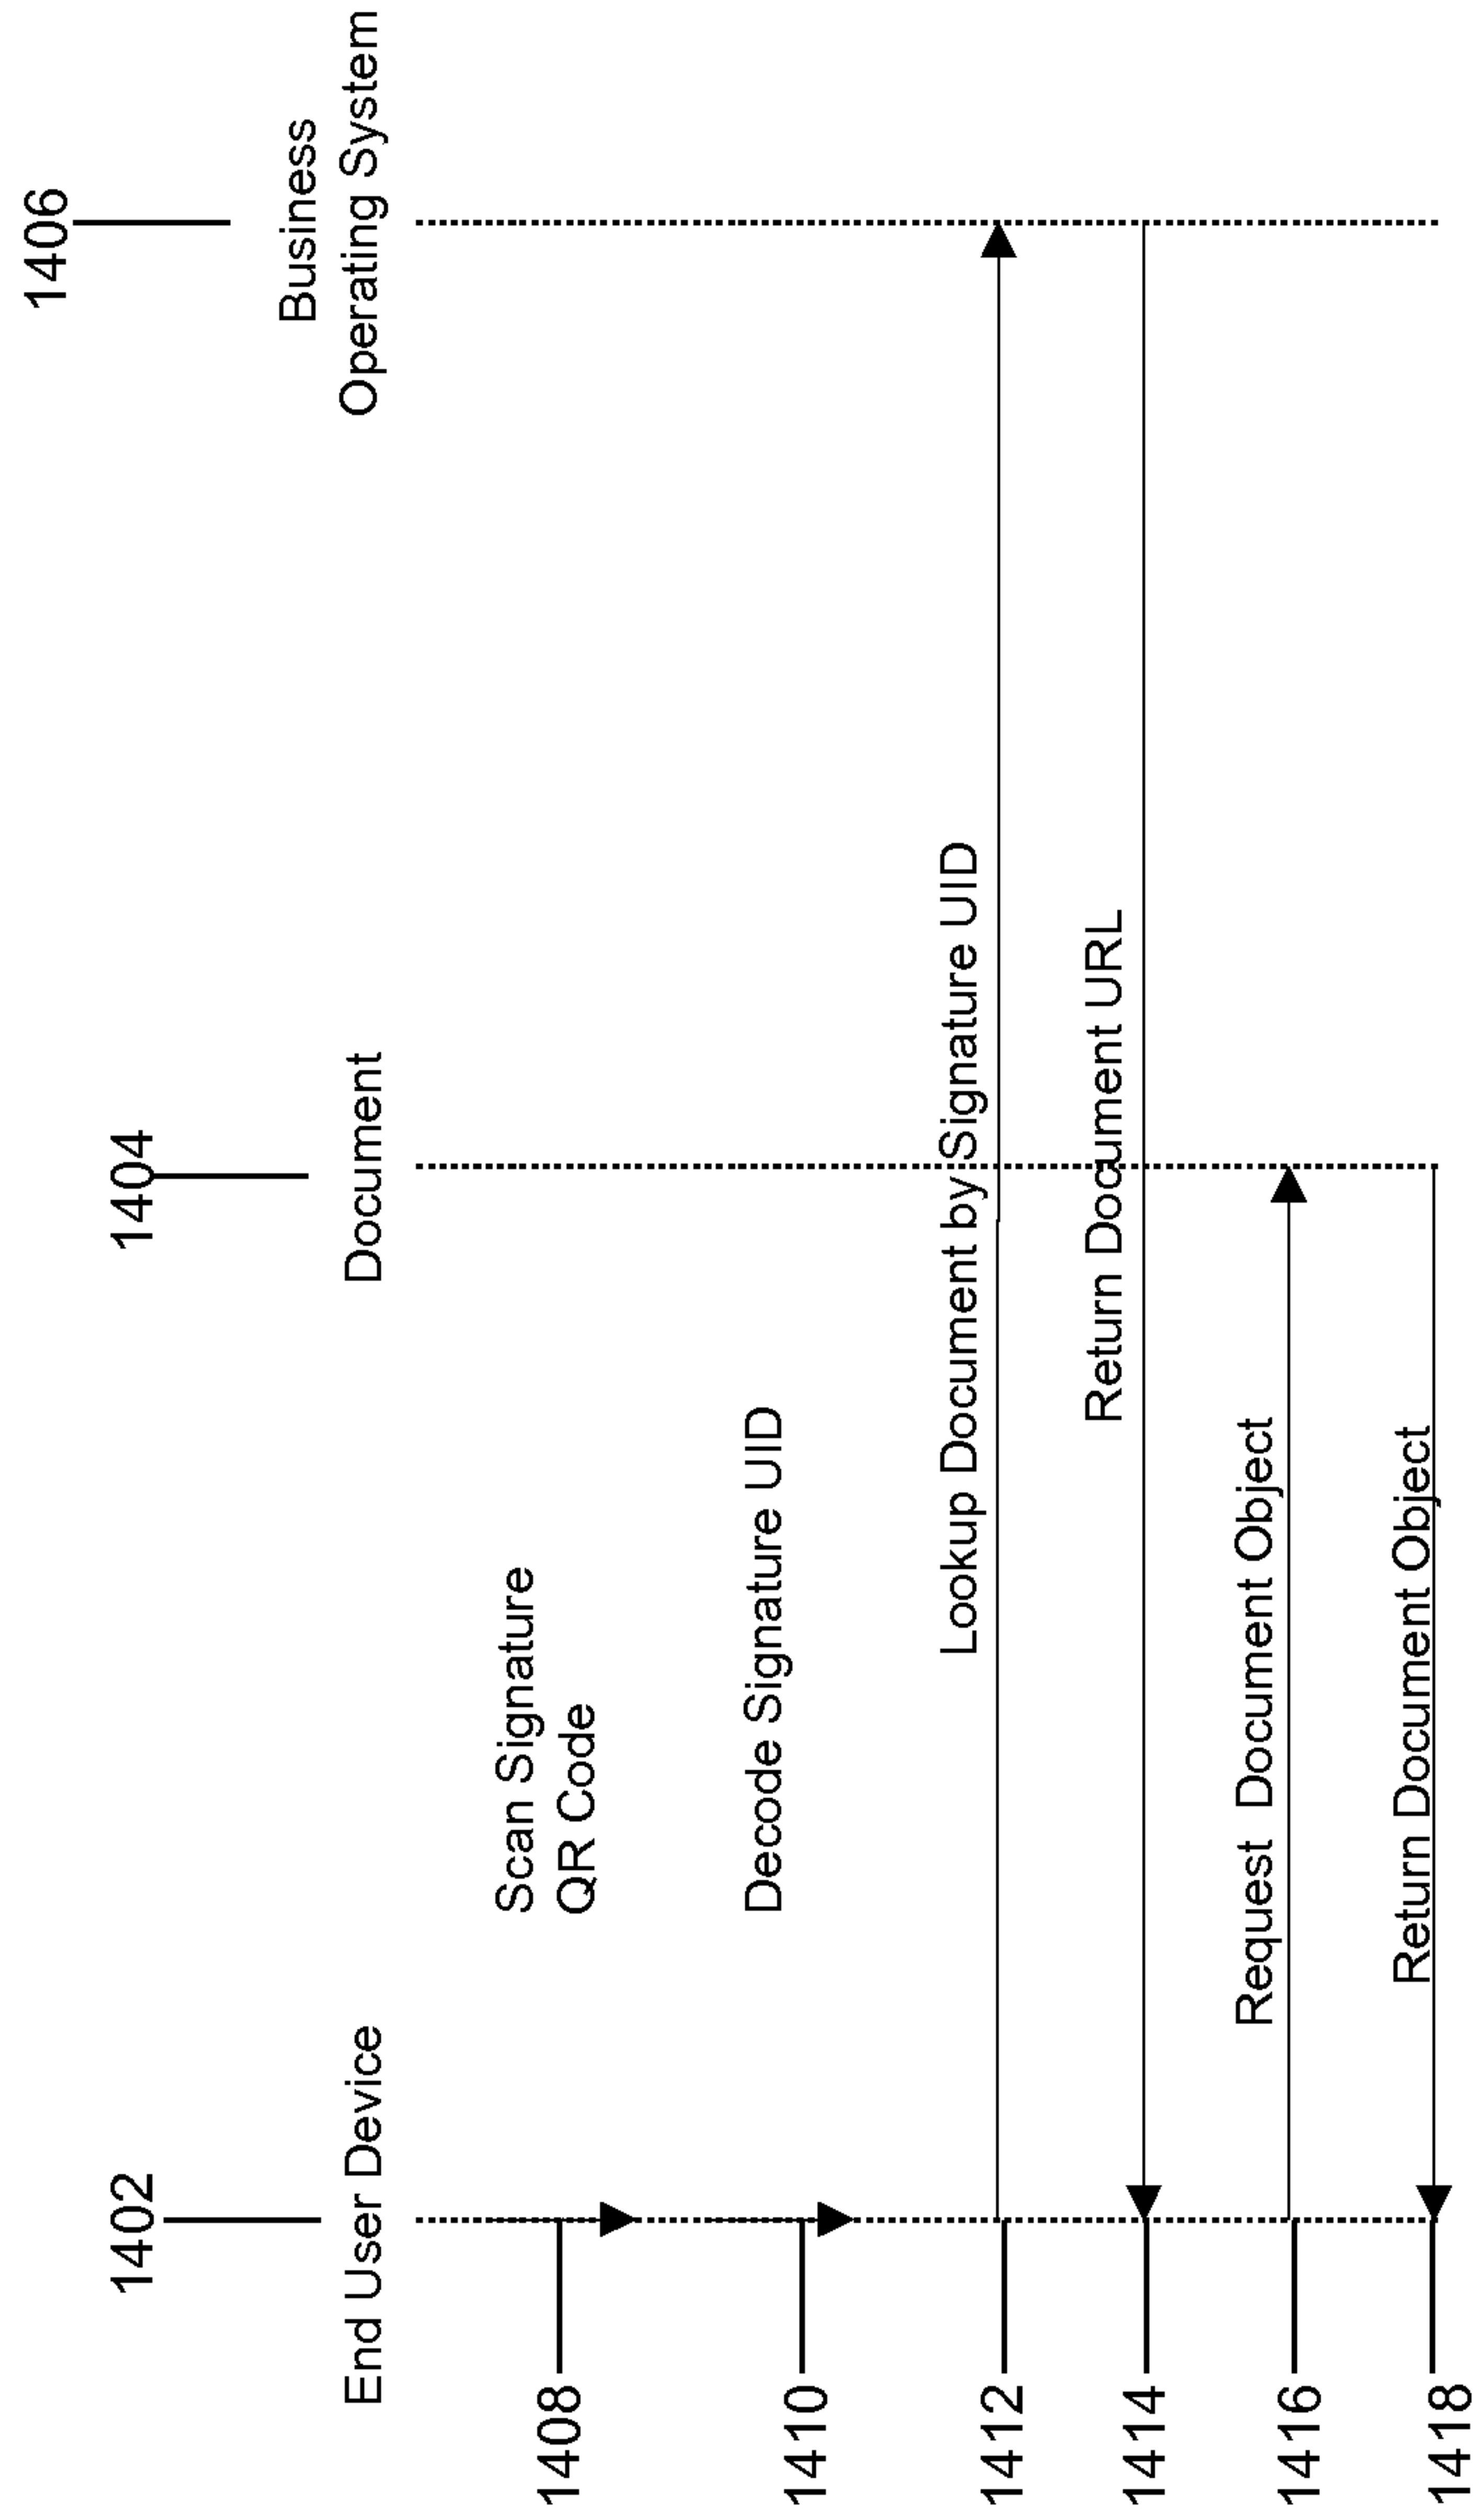 1402
1404
1406
End User Device
Document
Business
Operating System
1408
Scan Signature
QR Code
1410
Decode Signature UID
1412
Lookup Document by Signature UID
1414
Return Document URL
1416
Request Document Object
1418
Return Document Object